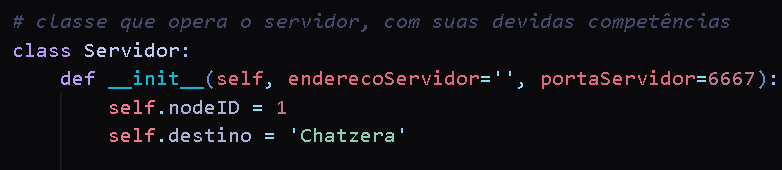 # classe que opera o servidor, com suas devidas competências
class Servidor:
    def __init__(self, enderecoServidor='', portaServidor=6667):
        self.nodeID = 1
        self.destino = 'Chatzera'